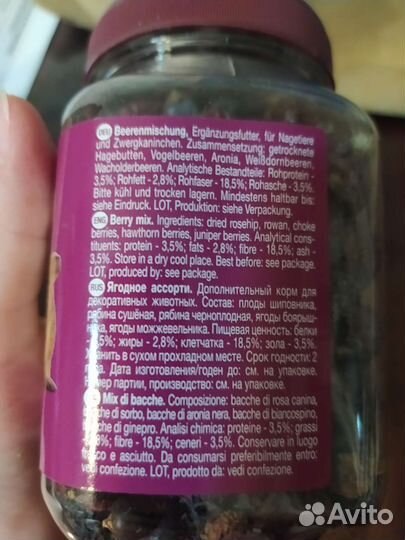 DEU Beerenmischung, Ergänzungsfutter, für Nagetiere
und Zwergkaninchen. Zusammensetzung: getrocknete
Hagebutten, Vogelbeeren, Aronia, Weißdornbeeren.
Wacholderbeeren. Analytische Bestandteile: Rohprotein -
3,5%; Rohfett - 2,8%; Rohfaser - 18,5%; Rohasche - 3,5%.
Bitte kühl und trocken lagern. Mindestens haltbar bis:
siehe Eindruck. LOT, Produktion: siehe Verpackung.
ENG Berry mix. Ingredients: dried rosehip, rowan, choke
berries, hawthorn berries, juniper berries. Analytical cons-
tituents: protein - 3,5%; fats - 2,8%; fibre - 18,5%; ash -
3,5%. Store in a dry cool place. Best before: see package.
LOT, produced by: see package.
RUS Ягодное ассорти. Дополнительный корм для
декоративных животных. Состав: плоды шиповника,
рябина сушёная, рябина черноплодная, ягоды боярыш-
ника, ягоды можжевельника. Пищевая ценность: белки
,5%; жиры - 2,8%; клетчатка - 18,5%; зола - 3,5%.
Хранить в сухом прохладном месте. Срок годности: 2
года. Дата изготовления/годен до: см. на упаковке.
Номер партии, производство: см. на упаковке.
Mix di bacche. Composizione: bacche di rosa canina,
bacche di sorbo, bacche di aronia nera, bacche di biancospino,
bacche di ginepro. Analisi chimica: proteine - 3,5%; grassi
8%; fibre - 18,5%; ceneri - 3,5%. Conservare in luogo
fresco e asciutto. Da consumarsi preferibilmente entro:
vedi confezione. LOT, prodotto da: vedi confezione.
Avito